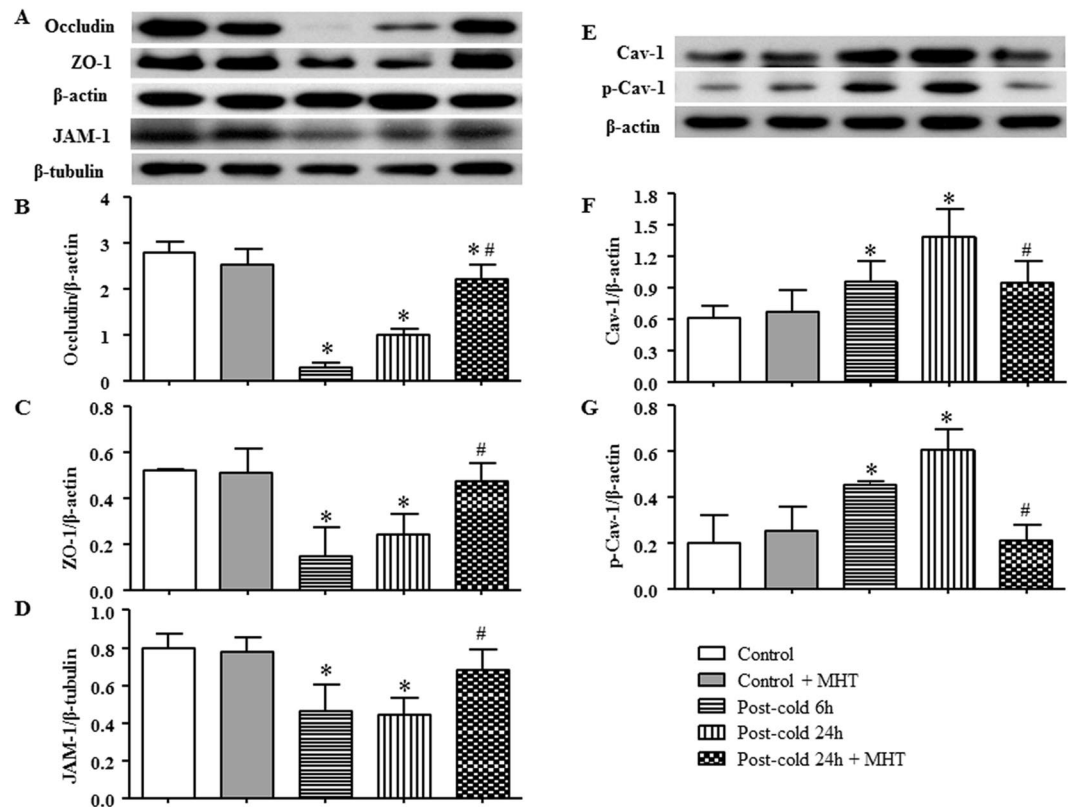 A
Occludin
ZO-1
β-actin
JAM-1
β-tubulin
B
Occludin/β-actin
4
3
2
1
0
*
*
* #
C
ZO-1/β-actin
0.8
0.6
0.4
0.2
0.0
*
*
#
D
JAM-1/β-tubulin
1.0
0.8
0.6
0.4
0.2
0.0
*
*
#
E
Cav-1
p-Cav-1
β-actin
F
Cav-1/β-actin
1.8
1.5
1.2
0.9
0.6
0.3
0.0
*
*
#
G
p-Cav-1/β-actin
0.8
0.6
0.4
0.2
0.0
*
*
#
Control
Control + MHT
Post-cold 6h
Post-cold 24h
Post-cold 24h + MHT